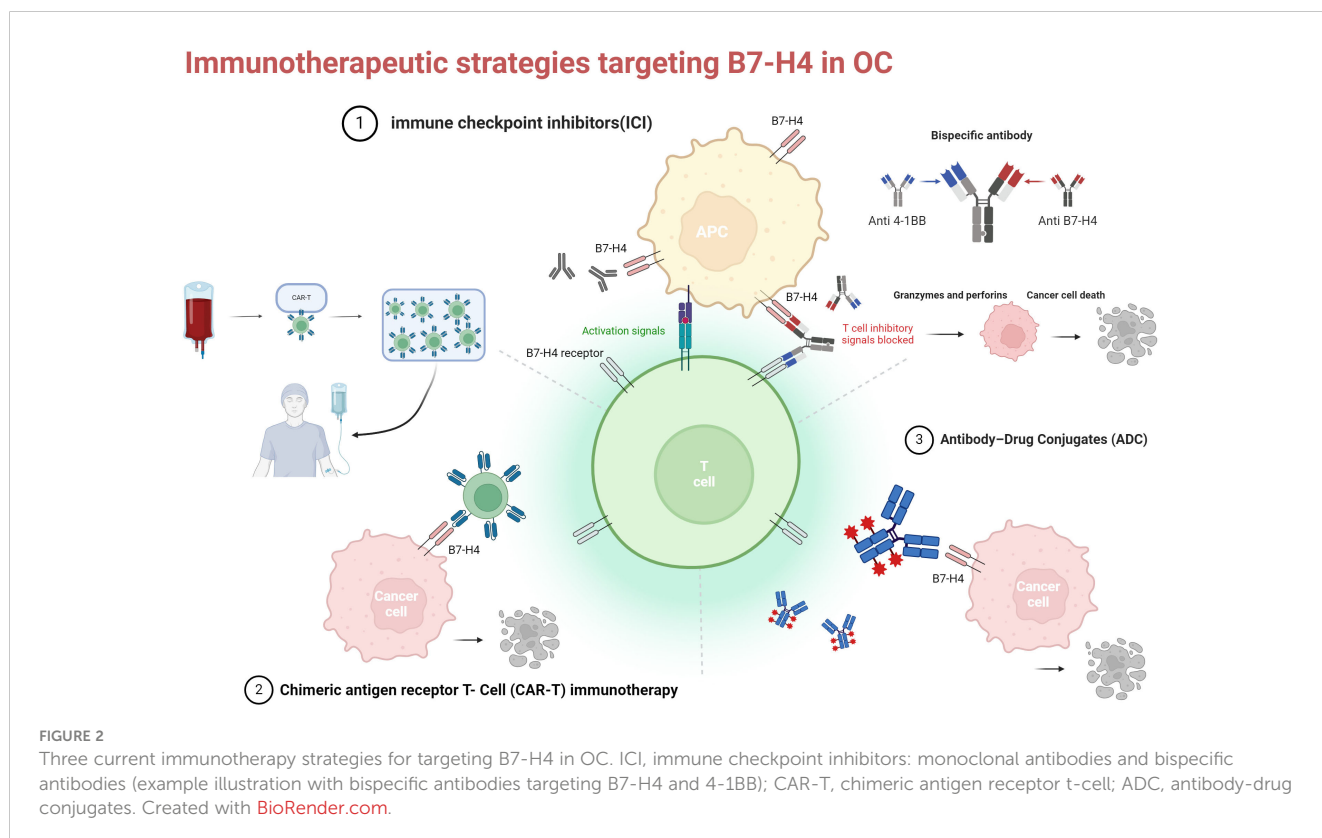 Immunotherapeutic strategies targeting B7-H4 in OC
1
immune checkpoint inhibitors(ICI)
B7-H4
APC
B7-H4
Bispecific antibody
Anti 4-1BB
Anti B7-H4
CAR-T
Activation signals
B7-H4 receptor
B7-H4
T cell inhibitory
signals blocked
Granzymes and perforins
Cancer cell death
T
cell
3
Antibody–Drug Conjugates (ADC)
B7-H4
Cancer
cell
B7-H4
Cancer
cell
2
Chimeric antigen receptor T- Cell (CAR-T) immunotherapy
FIGURE 2
Three current immunotherapy strategies for targeting B7-H4 in OC. ICI, immune checkpoint inhibitors: monoclonal antibodies and bispecific
antibodies (example illustration with bispecific antibodies targeting B7-H4 and 4-1BB); CAR-T, chimeric antigen receptor t-cell; ADC, antibody-drug
conjugates. Created with BioRender.com.